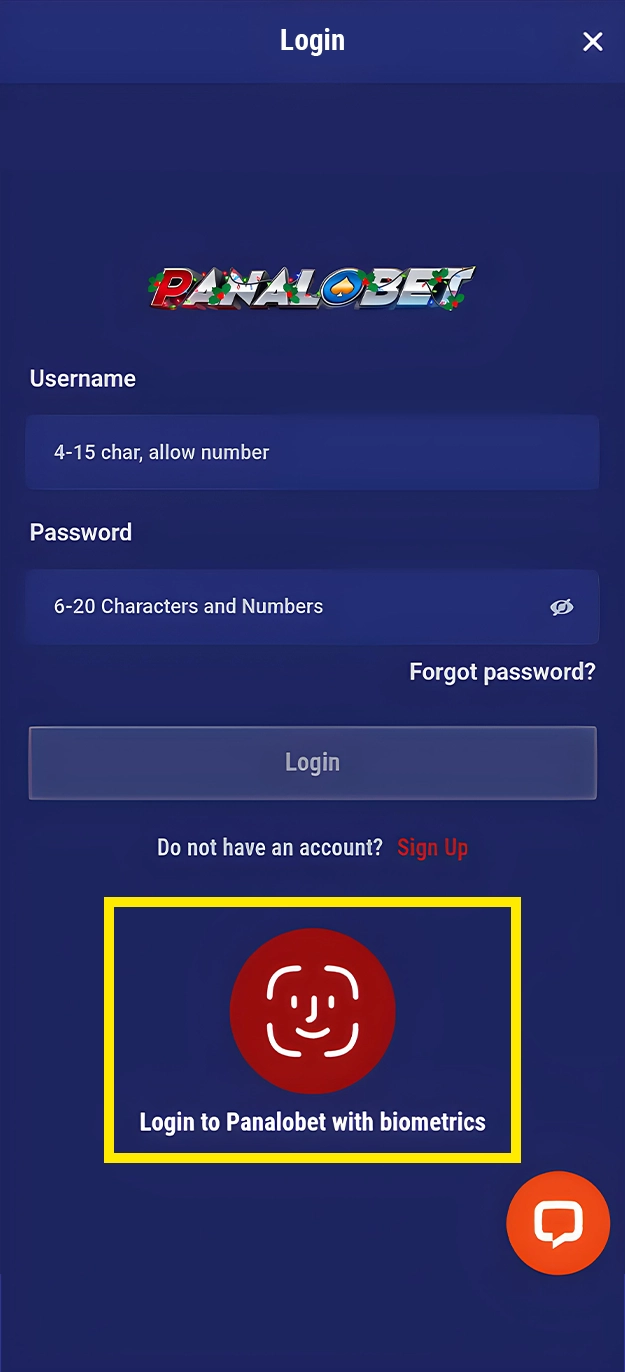 Login
PANALOBET
Username
4-15 char, allow number
Password
6-20 Characters and Numbers
Forgot password?
Login
Do not have an account? Sign Up
Login to Panalobet with biometrics